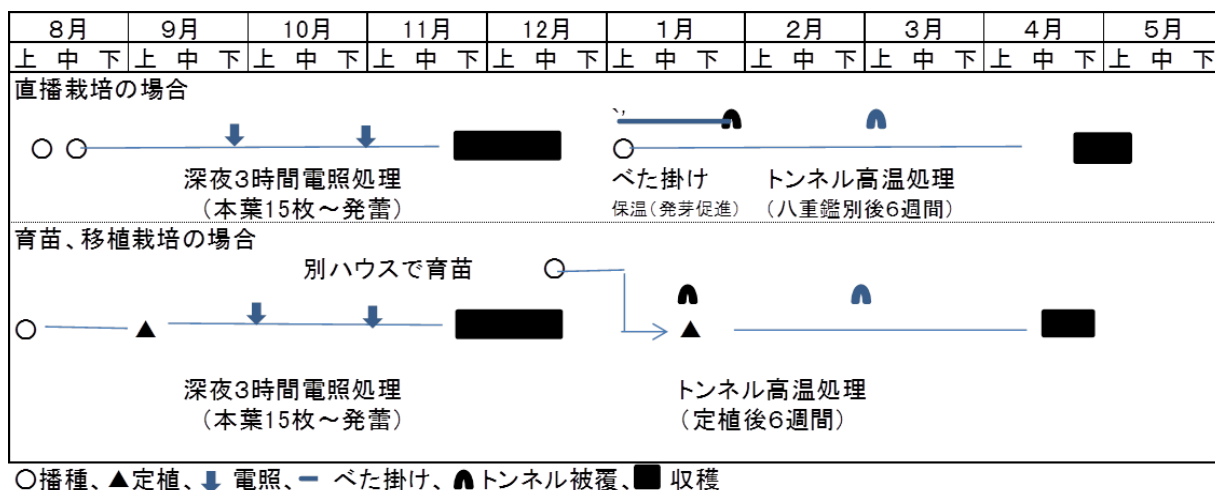 8月 9月 10月 11月 12月 1月 2月 3月 4月 5月
上 中 下 上 中 下 上 中 下 上 中 下 上 中 下 上 中 下 上 中 下 上 中 下 上 中 下 上 中 下
直播栽培の場合
深夜3時間電照処理
（本葉15枚～発蕾）
べた掛け
保温（発芽促進）
トンネル高温処理
（八重鑑別後6週間）
育苗、移植栽培の場合
別ハウスで育苗
深夜3時間電照処理
（本葉15枚～発蕾）
トンネル高温処理
（定植後6週間）
○播種、▲定植、⬇ 電照、━ べた掛け、トンネル被覆、■ 収穫